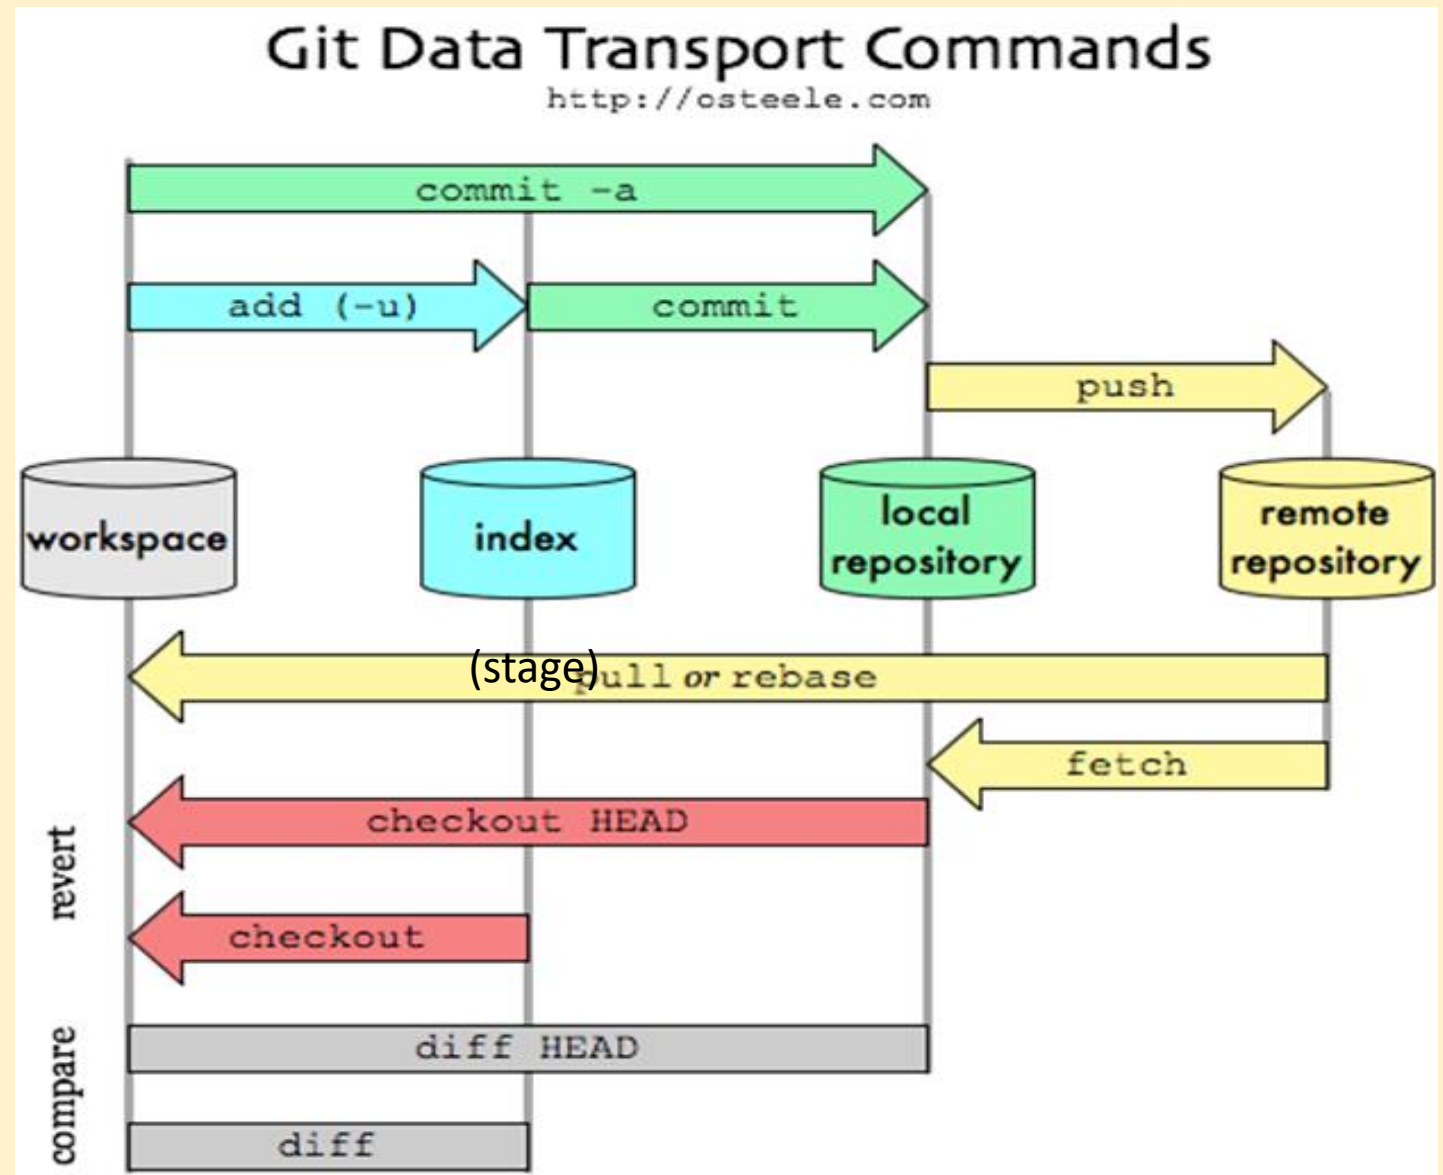 Git Data Transport Commands
http://osteele.com
commit -a
add (-u)
commit
push
workspace
index
local
repository
remote
repository
(stage)
pull or rebase
fetch
revert
checkout HEAD
checkout
compare
diff HEAD
diff